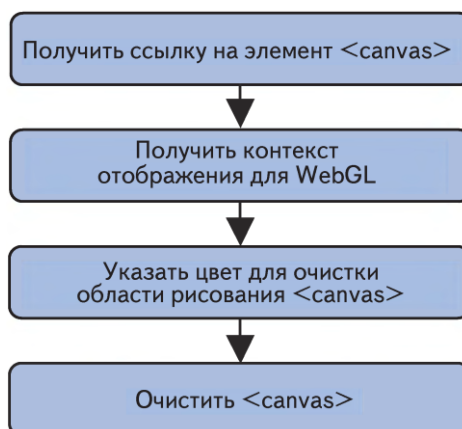 Получить ссылку на элемент <canvas>
Получить контекст
отображения для WebGL
Указать цвет для очистки
области рисования <canvas>
Очистить <canvas>